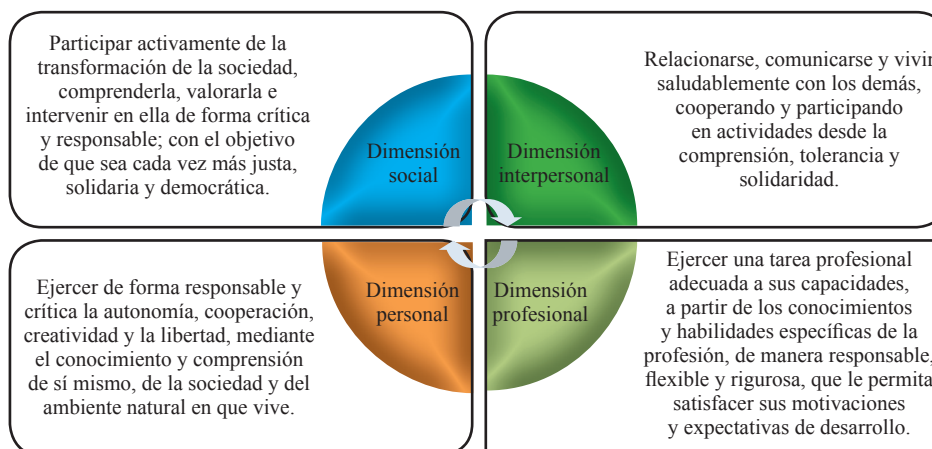 Participar activamente de la
transformación de la sociedad,
comprenderla, valorarla e
intervenir en ella de forma crítica
y responsable; con el objetivo
de que sea cada vez más justa,
solidaria y democrática.
Dimensión
social
Dimensión
interpersonal
Relacionarse, comunicarse y vivir
saludablemente con los demás,
cooperando y participando
en actividades desde la
comprensión, tolerancia y
solidaridad.
Ejercer de forma responsable y
crítica la autonomía, cooperación,
creatividad y la libertad, mediante
el conocimiento y comprensión
de sí mismo, de la sociedad y del
ambiente natural en que vive.
Dimensión
personal
Dimensión
profesional
Ejercer una tarea profesional
adecuada a sus capacidades,
a partir de los conocimientos
y habilidades específicas de la
profesión, de manera responsable,
flexible y rigurosa, que le permita
satisfacer sus motivaciones
y expectativas de desarrollo.